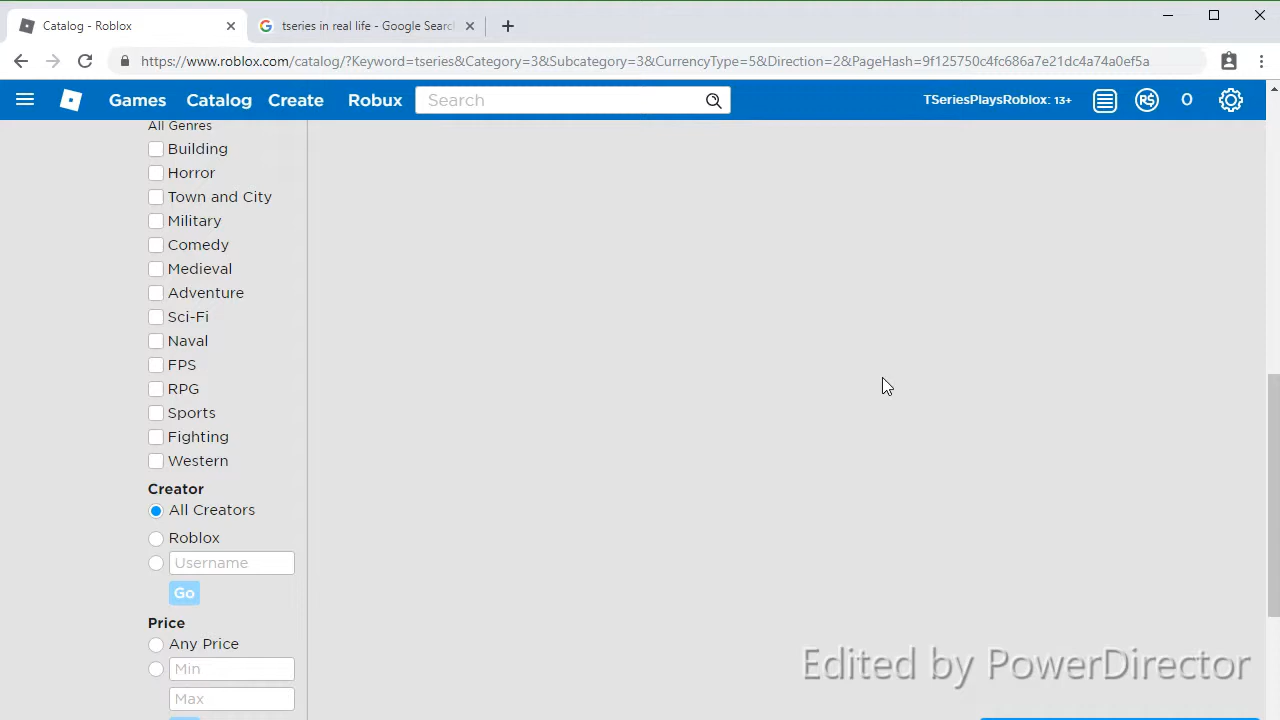 Catalog - Roblox
tseries in real life - Google Searc
https://www.roblox.com/catalog/?Keyword=tseries&Category=3&Subcategory=3&CurrencyType=5&Direction=2&PageHash=9f125750c4fc686a7e21dc4a74a0ef5a
Games Catalog Create Robux Search TSeriesPlaysRoblox: 13+ R$ 0
All Genres
Building
Horror
Town and City
Military
Comedy
Medieval
Adventure
Sci-Fi
Naval
FPS
RPG
Sports
Fighting
Western
Creator
All Creators
Roblox
Username
Go
Price
Any Price
Min
Max
Edited by PowerDirector